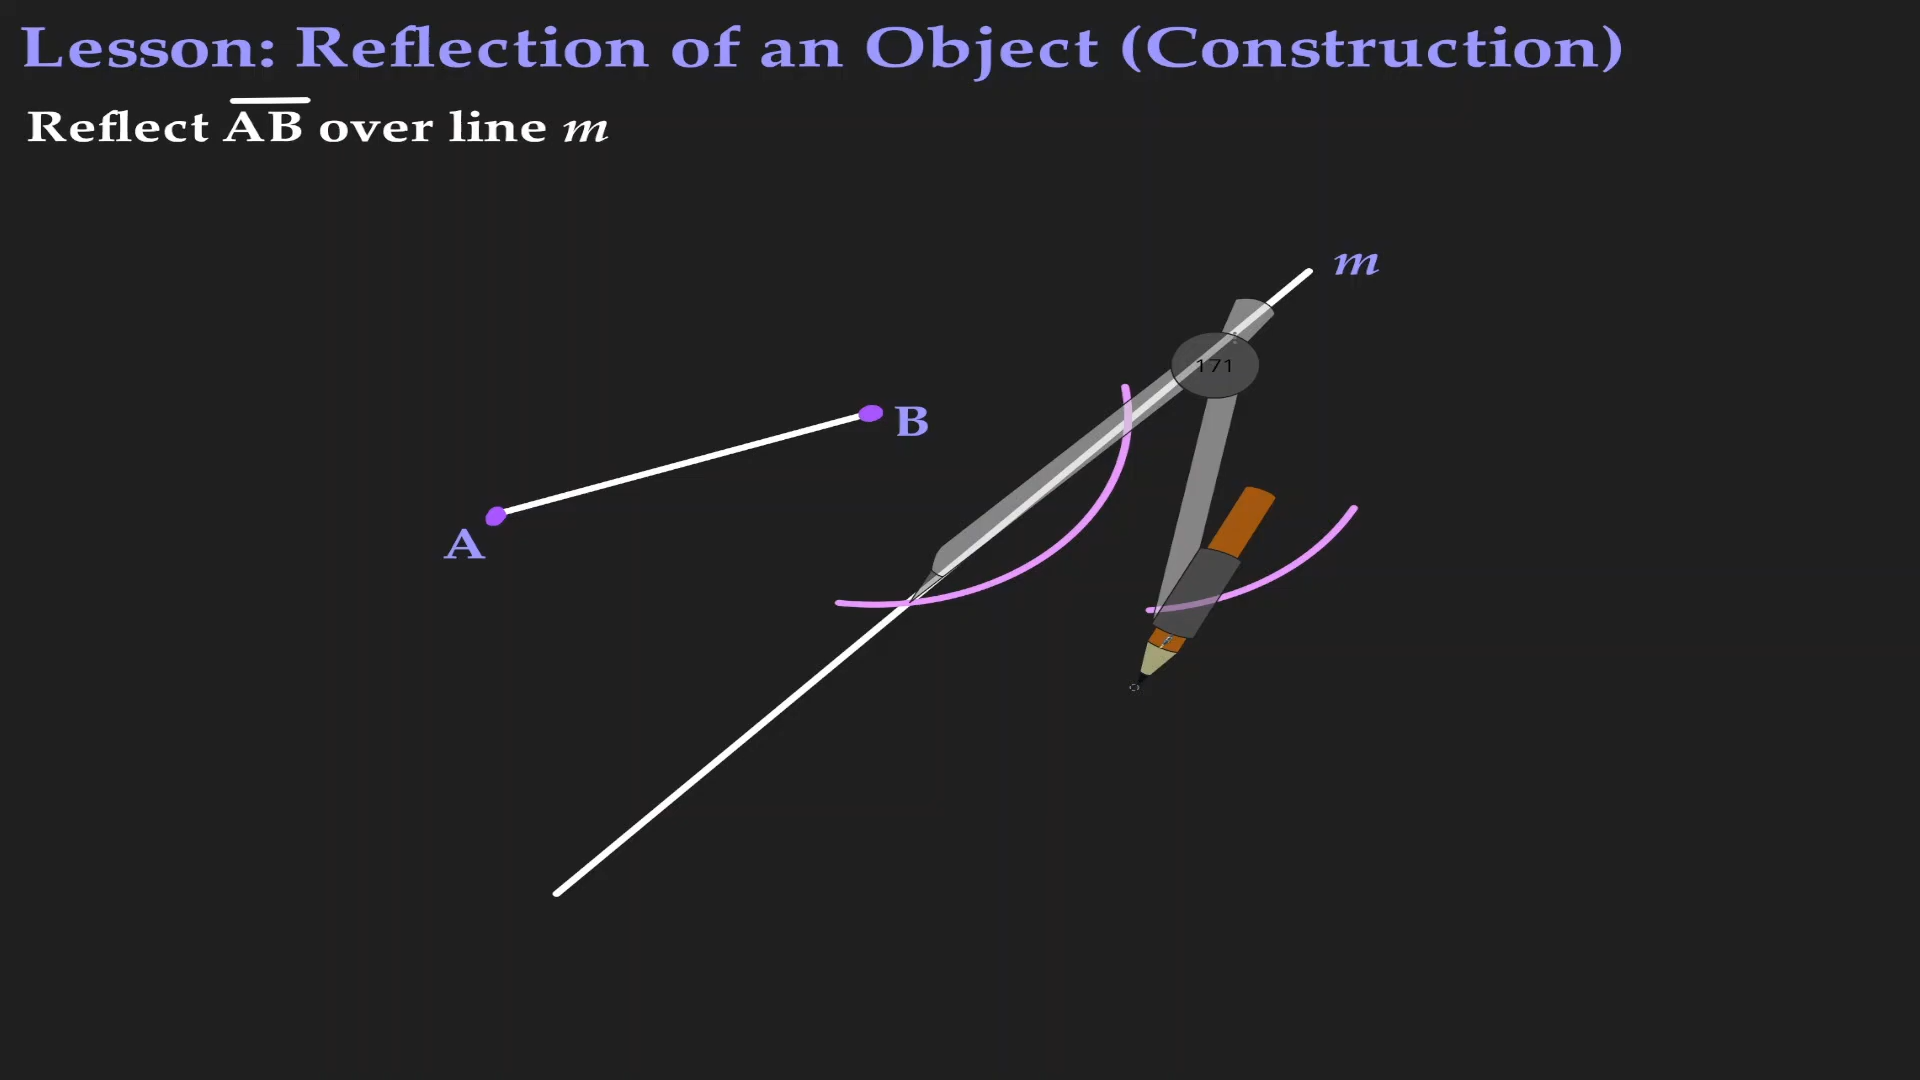 Lesson: Reflection of an Object (Construction)
Reflect AB over line m
m
171
B
A